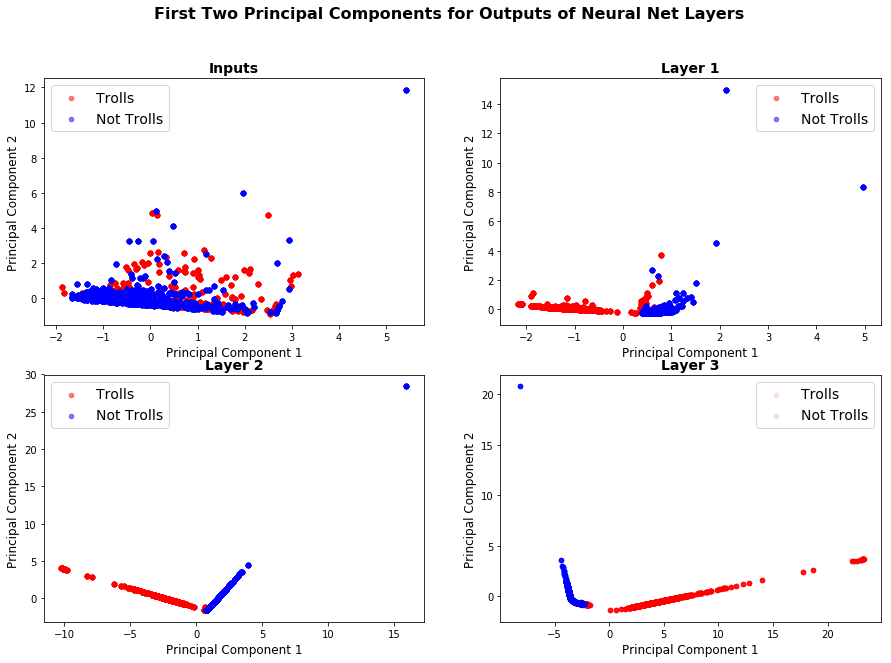 First Two Principal Components for Outputs of Neural Net Layers
Inputs
Trolls
Not Trolls
Principal Component 2
12
10
8
6
4
2
0
−2 −1 0 1 2 3 4 5
Principal Component 1
Layer 1
Trolls
Not Trolls
Principal Component 2
14
12
10
8
6
4
2
0
−2 −1 0 1 2 3 4 5
Principal Component 1
Layer 2
Trolls
Not Trolls
Principal Component 2
30
25
20
15
10
5
0
−10 −5 0 5 10 15
Principal Component 1
Layer 3
Trolls
Not Trolls
Principal Component 2
20
15
10
5
0
−5 0 5 10 15 20
Principal Component 1